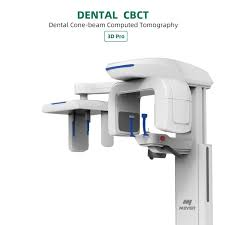 DENTAL CBCT
Dental Cone-beam Computed Tomography
3D Pro